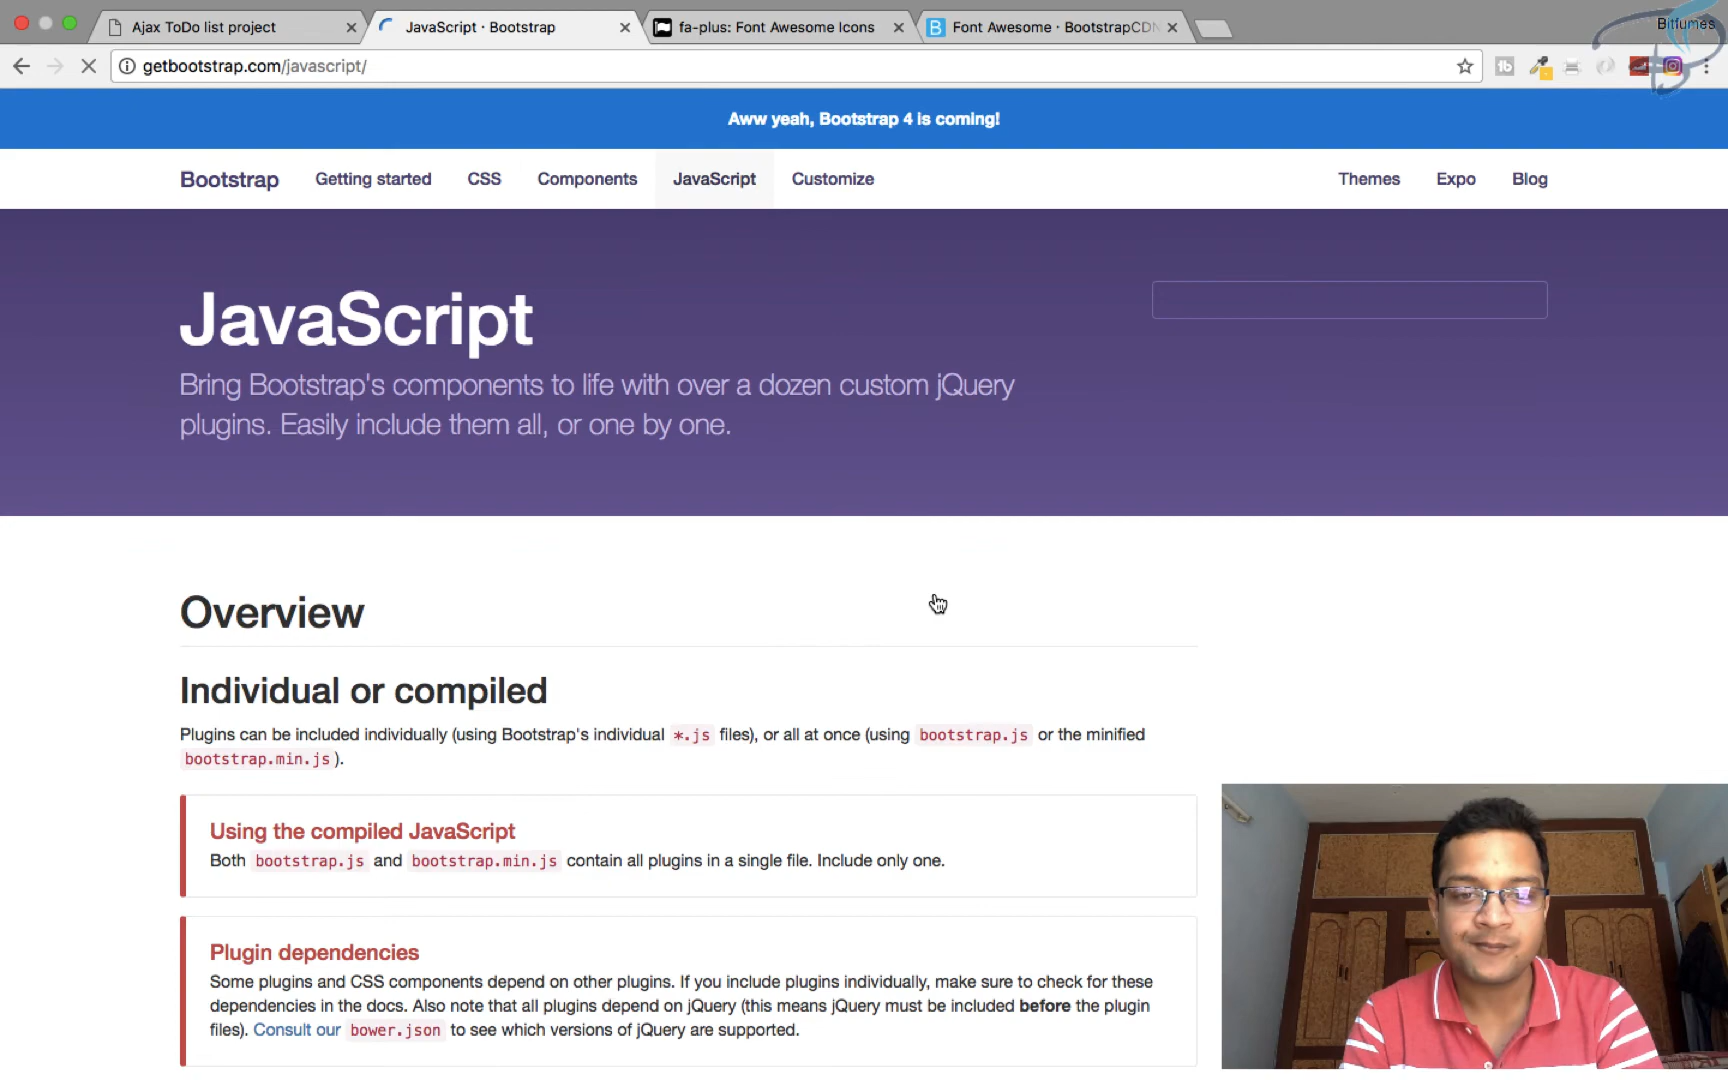 Ajax ToDo list project
JavaScript · Bootstrap
fa-plus: Font Awesome Icons
Font Awesome · BootstrapCDN
Bitfumes
getbootstrap.com/javascript/
Aww yeah, Bootstrap 4 is coming!
Bootstrap Getting started CSS Components JavaScript Customize Themes Expo Blog
JavaScript
Bring Bootstrap's components to life with over a dozen custom jQuery
plugins. Easily include them all, or one by one.
Overview
Individual or compiled
Plugins can be included individually (using Bootstrap's individual *.js files), or all at once (using bootstrap.js or the minified
bootstrap.min.js).
Using the compiled JavaScript
Both bootstrap.js and bootstrap.min.js contain all plugins in a single file. Include only one.
Plugin dependencies
Some plugins and CSS components depend on other plugins. If you include plugins individually, make sure to check for these
dependencies in the docs. Also note that all plugins depend on jQuery (this means jQuery must be included before the plugin
files). Consult our bower.json to see which versions of jQuery are supported.